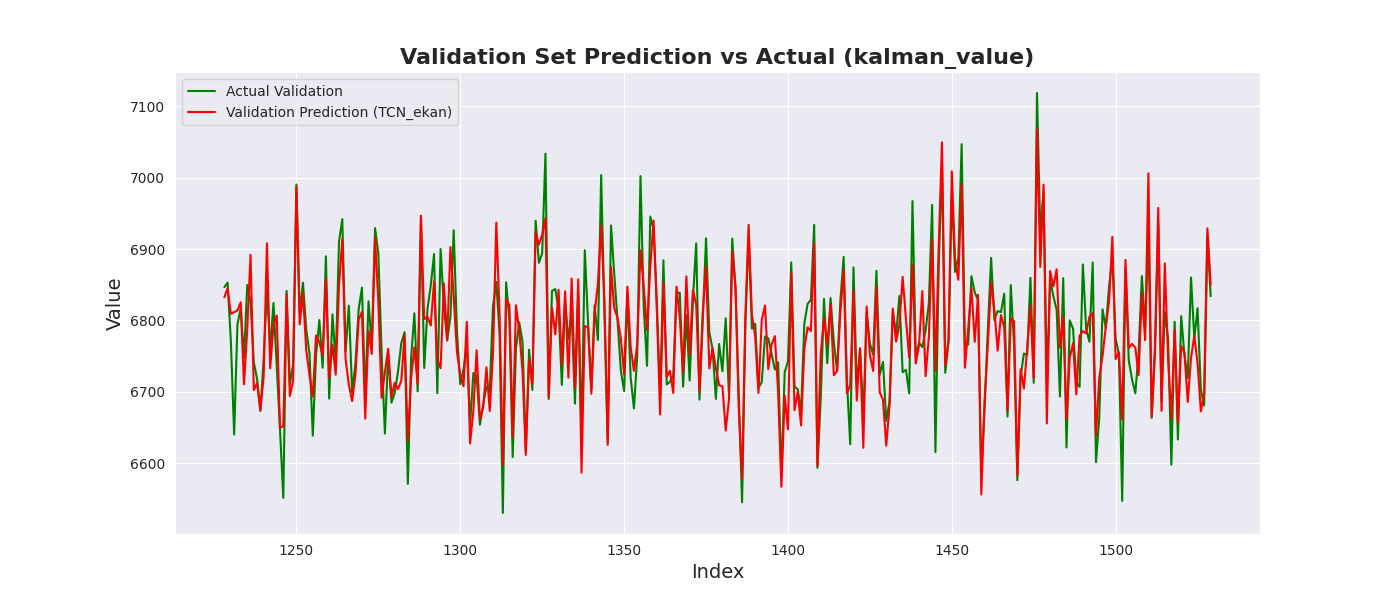 Validation Set Prediction vs Actual (kalman_value)
Actual Validation
Validation Prediction (TCN_ekan)
7100
7000
6900
6800
6700
6600
Value
1250 1300 1350 1400 1450 1500
Index